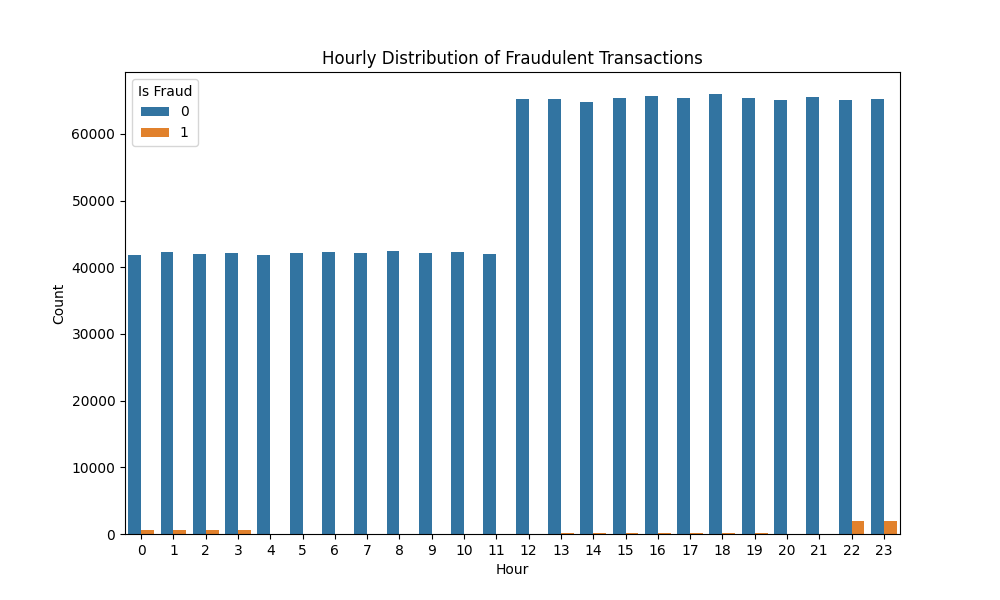 Hourly Distribution of Fraudulent Transactions
Is Fraud
0
1
60000
50000
40000
30000
20000
10000
0
Count
0 1 2 3 4 5 6 7 8 9 10 11 12 13 14 15 16 17 18 19 20 21 22 23
Hour